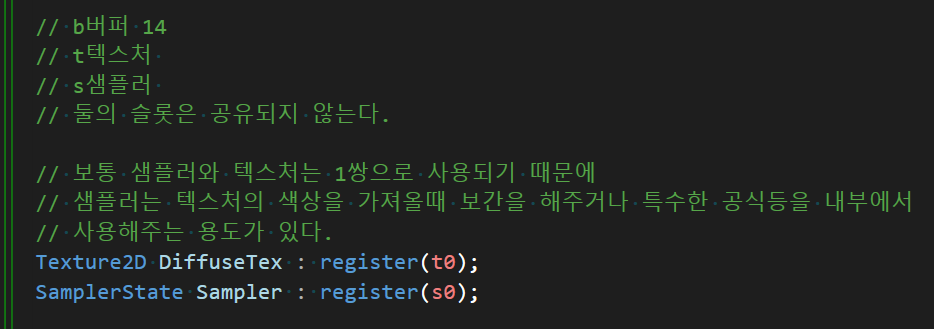 // b버퍼 14
// t텍스처
// s샘플러
// 둘의 슬롯은 공유되지 않는다.
// 보통 샘플러와 텍스처는 1쌍으로 사용되기 때문에
// 샘플러는 텍스처의 색상을 가져올때 보간을 해주거나 특수한 공식등을 내부에서
// 사용해주는 용도가 있다.
Texture2D DiffuseTex : register(t0);
SamplerState Sampler : register(s0);